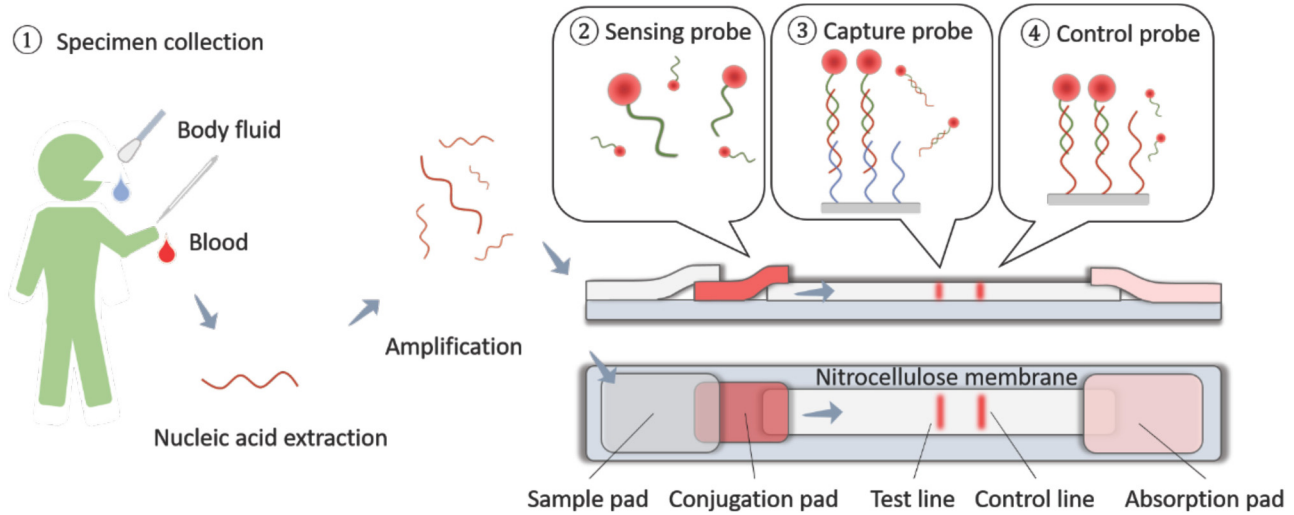 ① Specimen collection
Body fluid
Blood
Nucleic acid extraction
Amplification
② Sensing probe
③ Capture probe
④ Control probe
Nitrocellulose membrane
Sample pad
Conjugation pad
Test line
Control line
Absorption pad